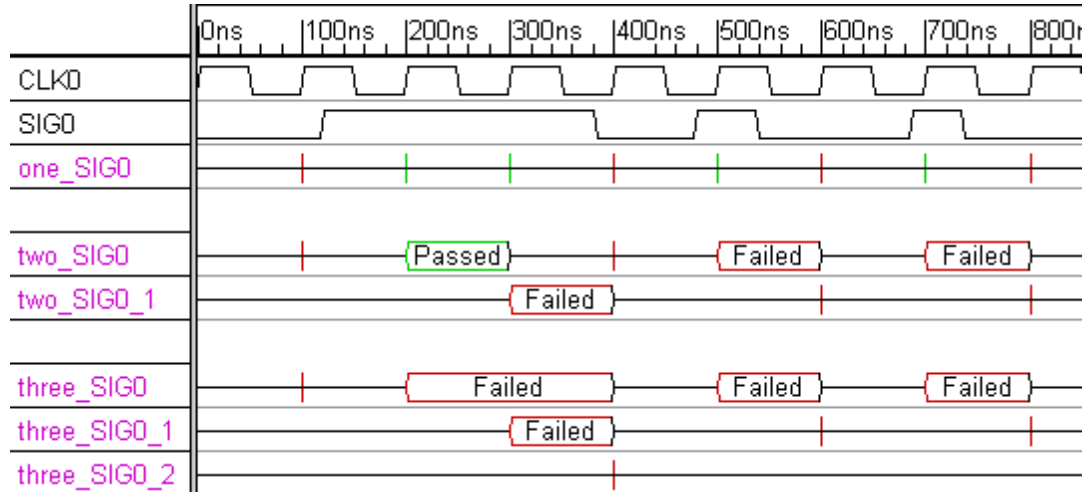 0ns 100ns 200ns 300ns 400ns 500ns 600ns 700ns 800n
CLK0
SIG0
one_SIG0
two_SIG0 Passed Failed Failed
two_SIG0_1 Failed
three_SIG0 Failed Failed Failed
three_SIG0_1 Failed
three_SIG0_2